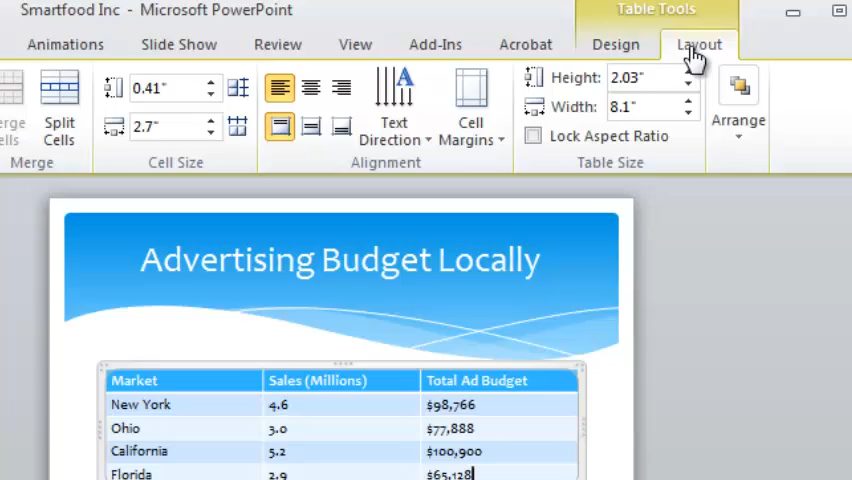 Smartfood Inc - Microsoft PowerPoint
Table Tools
Animations Slide Show Review View Add-Ins Acrobat Design Layout
Split Cells
Merge
0.41"
2.7"
Cell Size
Text Direction
Cell Margins
Alignment
Height: 2.03"
Width: 8.1"
Lock Aspect Ratio
Table Size
Arrange
Advertising Budget Locally
Market Sales (Millions) Total Ad Budget
New York 4.6 $98,766
Ohio 3.0 $77,888
California 5.2 $100,900
Florida 2.9 $65,128